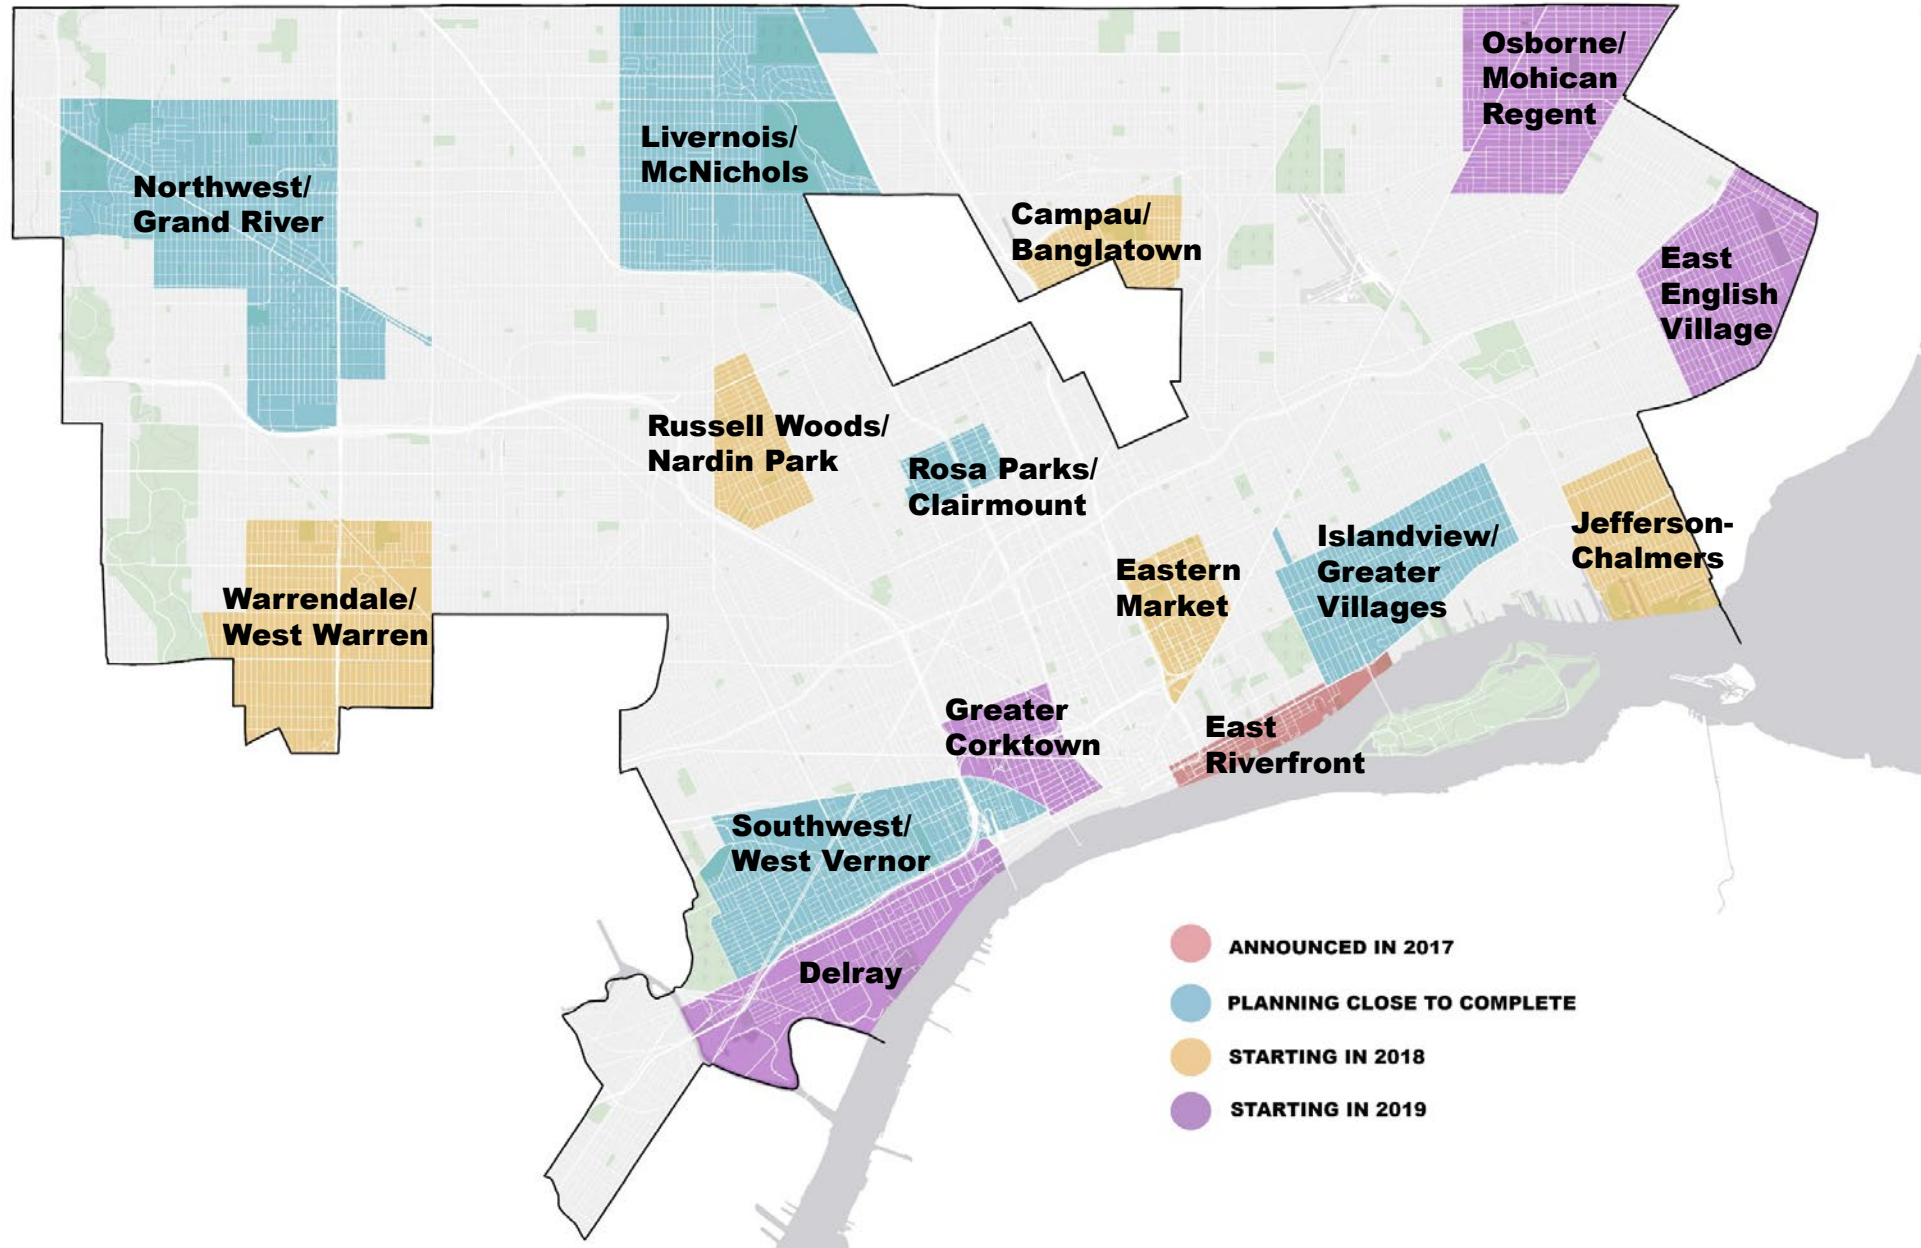 Osborne/
Mohican
Regent
Livernois/
McNichols
Northwest/
Grand River
Campau/
Banglatown
East
English
Village
Russell Woods/
Nardin Park
Rosa Parks/
Clairmount
Islandview/
Greater
Villages
Jefferson-
Chalmers
Eastern
Market
Warrendale/
West Warren
Greater
Corktown
East
Riverfront
Southwest/
West Vernor
Delray
ANNOUNCED IN 2017
PLANNING CLOSE TO COMPLETE
STARTING IN 2018
STARTING IN 2019